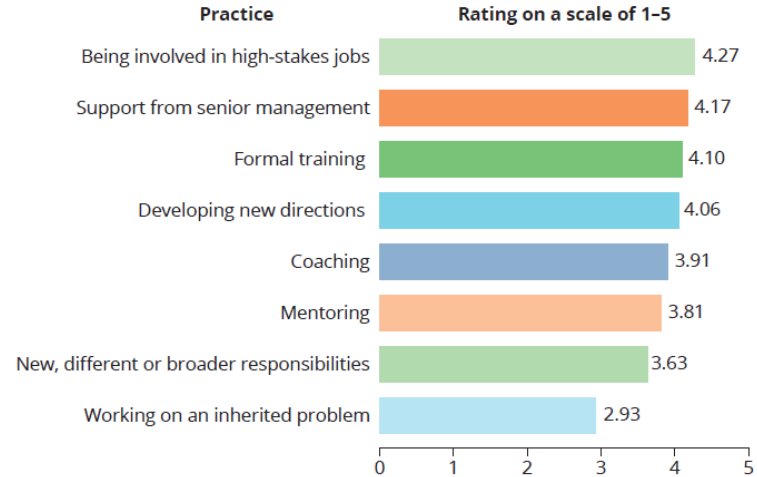 Practice Rating on a scale of 1–5
Being involved in high-stakes jobs 4.27
Support from senior management 4.17
Formal training 4.10
Developing new directions 4.06
Coaching 3.91
Mentoring 3.81
New, different or broader responsibilities 3.63
Working on an inherited problem 2.93
0 1 2 3 4 5